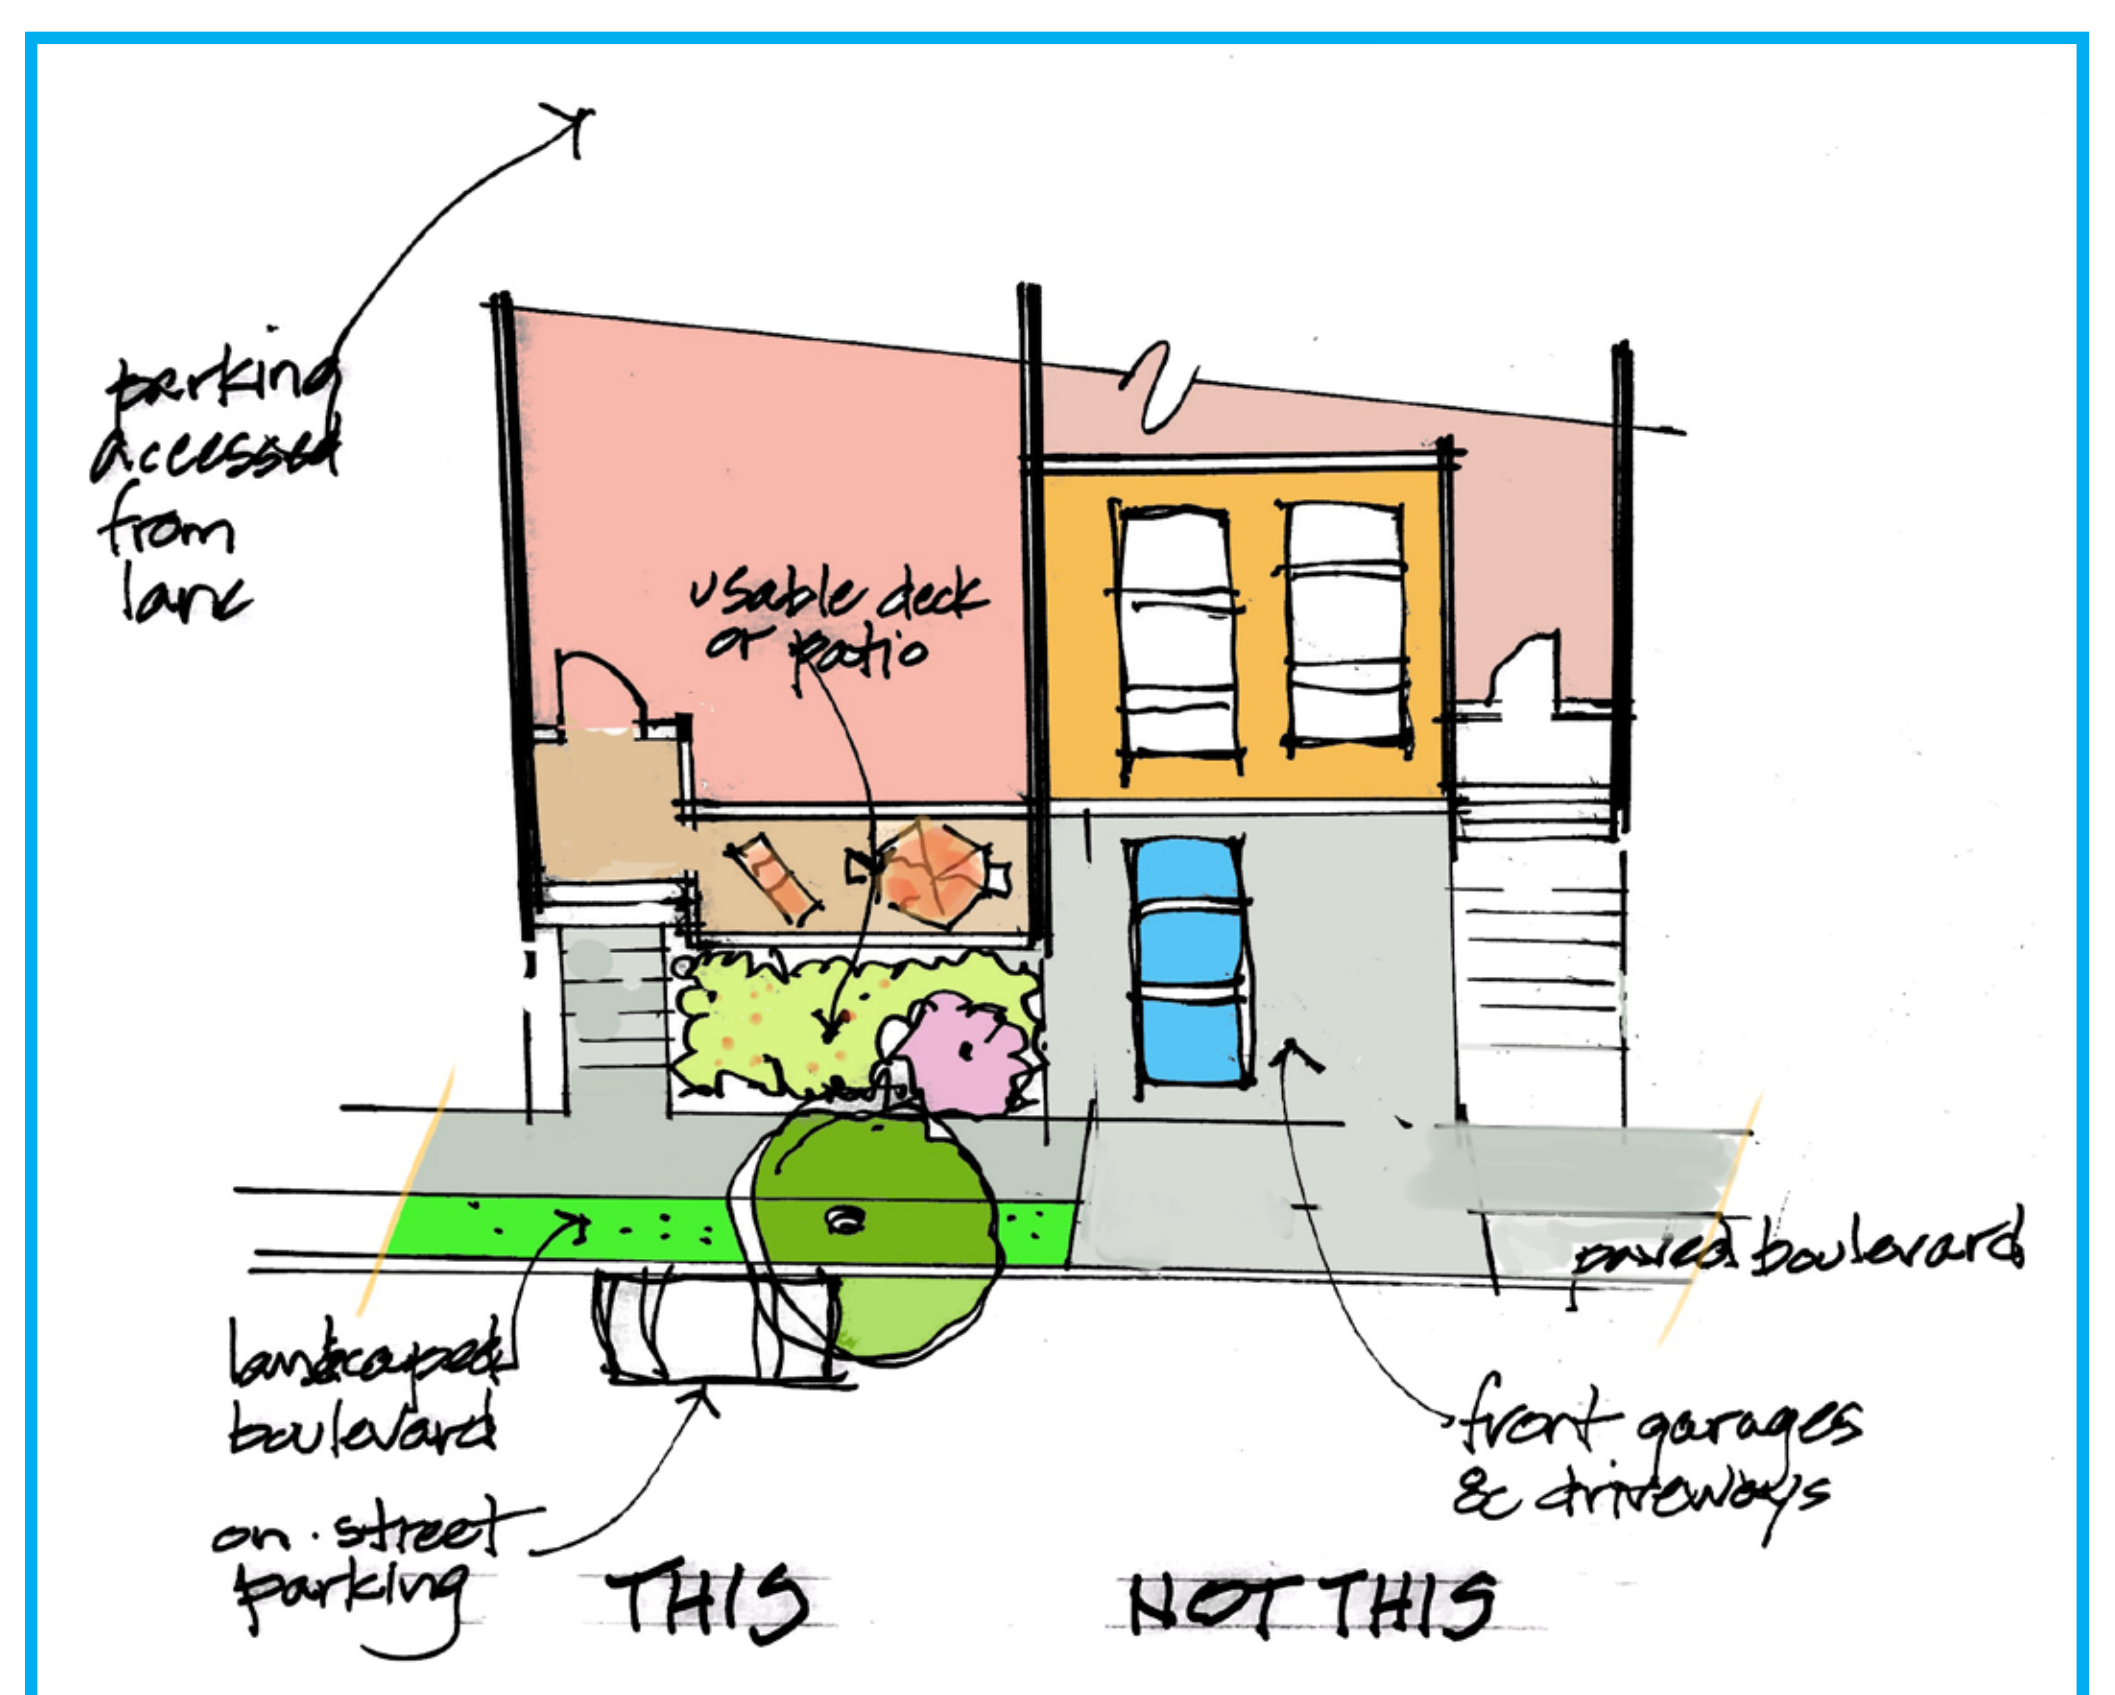 parking
accessed
from
lane
usable deck
or patio
paved boulevard
landscaped
boulevard
front garages
& driveways
on-street
parking
THIS
NOT THIS